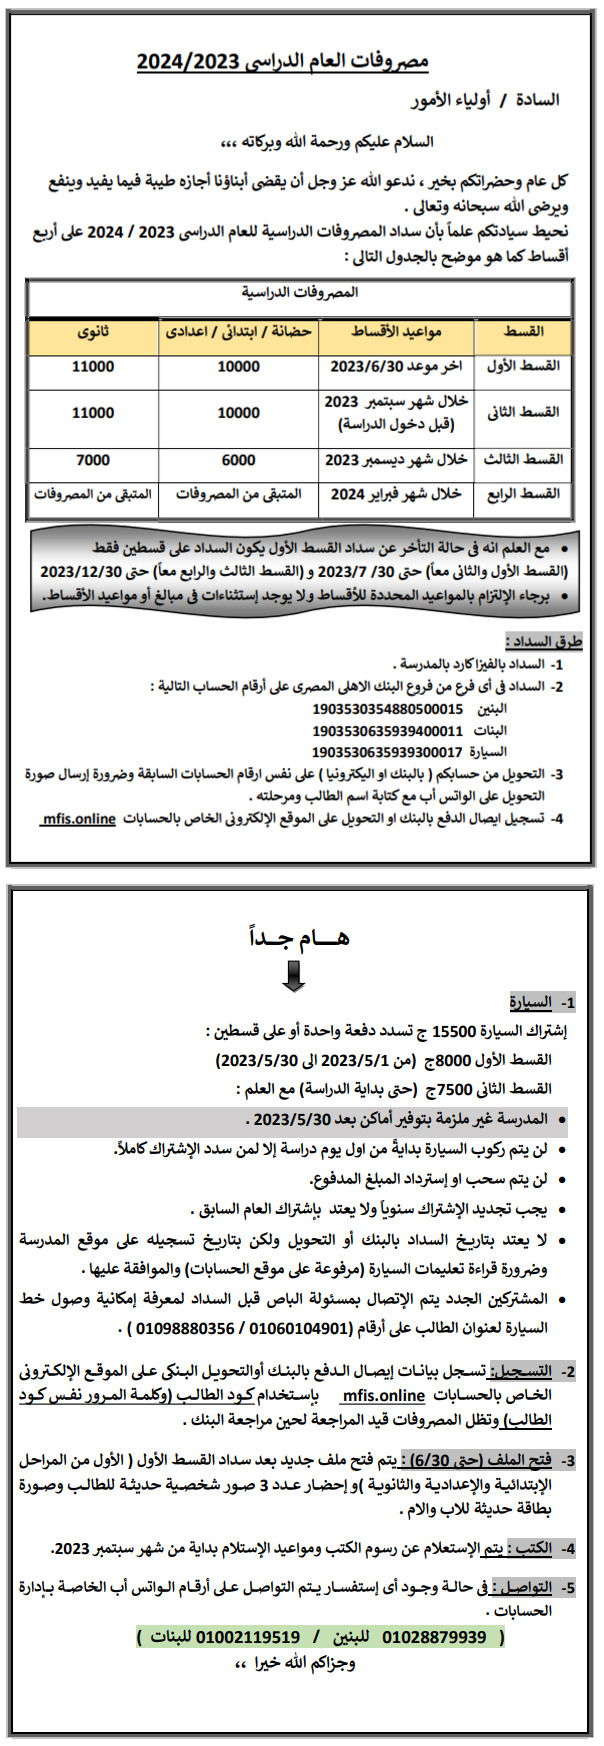 مصروفات العام الدراسى 2024/2023
السادة / أولياء الأمور
السلام عليكم ورحمة الله وبركاته ،،،
كل عام وحضراتكم بخير ، ندعو الله عز وجل أن يقضى أبناؤنا أجازه طيبة فيما يفيد وينفع
ويرضى الله سبحانه وتعالى .
نحيط سيادتكم علماً بأن سداد المصروفات الدراسية للعام الدراسى 2023 / 2024 على أربع
أقساط كما هو موضح بالجدول التالى :
المصروفات الدراسية
القسط مواعيد الأقساط حضانة / ابتدائى / اعدادى ثانوى
القسط الأول اخر موعد 2023/6/30 10000 11000
القسط الثانى خلال شهر سبتمبر 2023 10000 11000
(قبل دخول الدراسة)
القسط الثالث خلال شهر ديسمبر 2023 6000 7000
القسط الرابع خلال شهر فبراير 2024 المتبقى من المصروفات المتبقى من المصروفات
• مع العلم انه فى حالة التأخر عن سداد القسط الأول يكون السداد على قسطين فقط
(القسط الأول والثانى معاً) حتى 30/ 2023/7 و (القسط الثالث والرابع معاً) حتى 2023/12/30
• برجاء الإلتزام بالمواعيد المحددة للأقساط ولا يوجد إستثناءات فى مبالغ أو مواعيد الأقساط.
طرق السداد :
1- السداد بالفيزا كارد بالمدرسة .
2- السداد فى أى فرع من فروع البنك الاهلى المصرى على أرقام الحساب التالية :
البنين 1903530354880500015
البنات 1903530635939400011
السيارة 1903530635939300017
3- التحويل من حسابكم ( بالبنك او اليكترونيا ) على نفس ارقام الحسابات السابقة وضرورة إرسال صورة
التحويل على الواتس أب مع كتابة اسم الطالب ومرحلته .
4- تسجيل ايصال الدفع بالبنك او التحويل على الموقع الإلكترونى الخاص بالحسابات mfis.online
هـــام جــداً
1- السيارة
إشتراك السيارة 15500 ج تسدد دفعة واحدة أو على قسطين :
القسط الأول 8000ج (من 2023/5/1 الى 2023/5/30)
القسط الثانى 7500ج (حتى بداية الدراسة) مع العلم :
• المدرسة غير ملزمة بتوفير أماكن بعد 2023/5/30 .
• لن يتم ركوب السيارة بدايةً من اول يوم دراسة إلا لمن سدد الإشتراك كاملاً.
• لن يتم سحب او إسترداد المبلغ المدفوع.
• يجب تجديد الإشتراك سنوياً ولا يعتد بإشتراك العام السابق .
• لا يعتد بتاريخ السداد بالبنك أو التحويل ولكن بتاريخ تسجيله على موقع المدرسة
وضرورة قراءة تعليمات السيارة (مرفوعة على موقع الحسابات) والموافقة عليها .
• المشتركين الجدد يتم الإتصال بمسئولة الباص قبل السداد لمعرفة إمكانية وصول خط
السيارة لعنوان الطالب على أرقام (01060104901 / 01098880356 ) .
2- التسجيل: تسجل بيانات إيصال الدفع بالبنك أوالتحويل البنكى على الموقع الإلكترونى
الخاص بالحسابات mfis.online بإستخدام كود الطالب (وكلمة المرور نفس كود
الطالب) وتظل المصروفات قيد المراجعة لحين مراجعة البنك .
3- فتح الملف (حتى 6/30) : يتم فتح ملف جديد بعد سداد القسط الأول ( الأول من المراحل
الإبتدائية والإعدادية والثانوية )و إحضار عدد 3 صور شخصية حديثة للطالب وصورة
بطاقة حديثة للاب والام .
4- الكتب : يتم الإستعلام عن رسوم الكتب ومواعيد الإستلام بداية من شهر سبتمبر 2023.
5- التواصل : فى حالة وجود أى إستفسار يتم التواصل على أرقام الواتس أب الخاصة بإدارة
الحسابات .
( 01028879939 للبنين / 01002119519 للبنات )
وجزاكم الله خيرا ،،